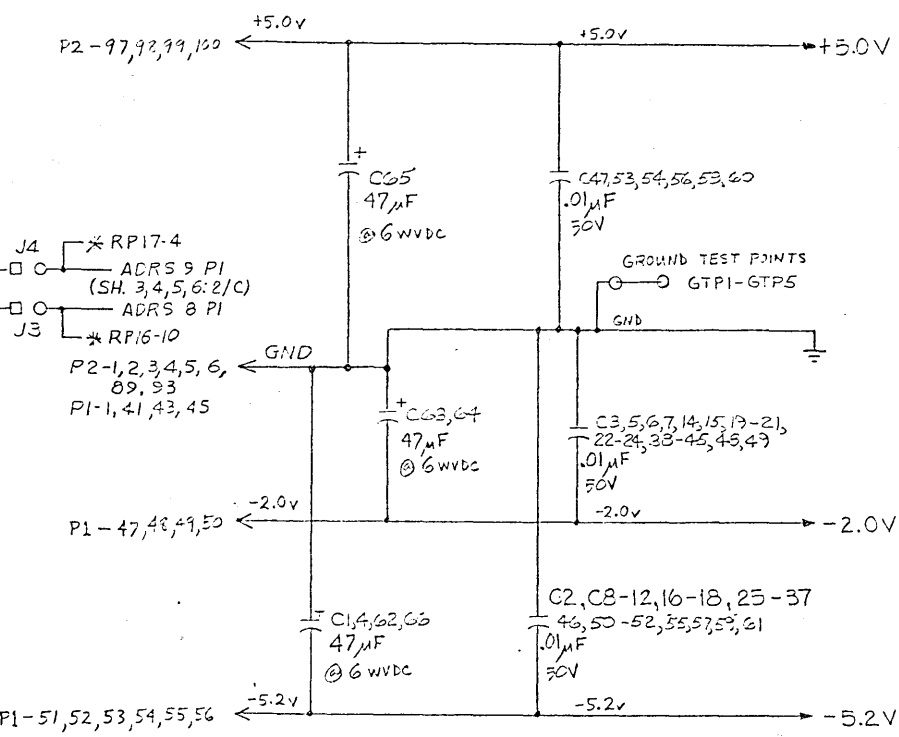 +5.0v
P2-97,98,99,100
+5.0v
+5.0V
+
C65
47µF
@ 6 WVDC
C47,53,54,56,58,60
.01µF
50V
J4
* RP17-4
ADRS 9 P1
(SH. 3,4,5,6:2/C)
ADRS 8 P1
J3
* RP16-10
GROUND TEST POINTS
GTP1-GTP5
GND
GND
P2-1,2,3,4,5,6,
89,93
P1-1,41,43,45
+
C63,64
47µF
@ 6 WVDC
C3,5,6,7,14,15,19-21,
22-24,38-45,48,49
.01µF
50V
-2.0v
P1-47,48,49,50
-2.0v
-2.0V
C1,4,62,66
47µF
@ 6 WVDC
C2,C8-12,16-18,25-37
46,50-52,55,57,59,61
.01µF
50V
-5.2v
P1-51,52,53,54,55,56
-5.2v
-5.2V